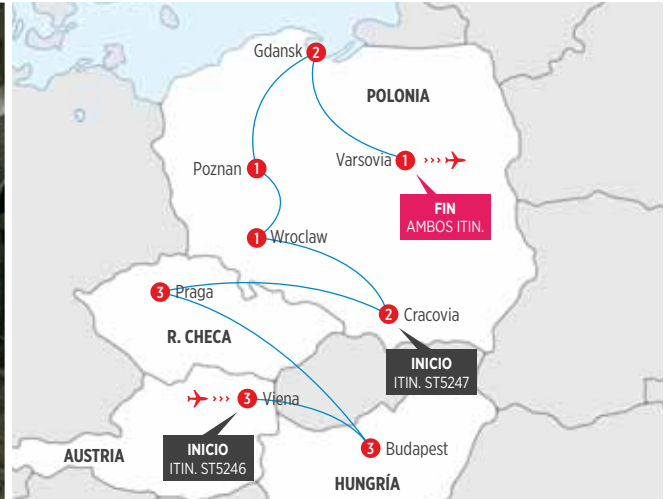 Gdansk 2
POLONIA
Poznan 1
Varsovia 1
FIN
AMBOS ITIN.
1 Wroclaw
3 Praga
2 Cracovia
R. CHECA
INICIO
ITIN. ST5247
3 Viena
INICIO
ITIN. ST5246
AUSTRIA
3 Budapest
HUNGRÍA